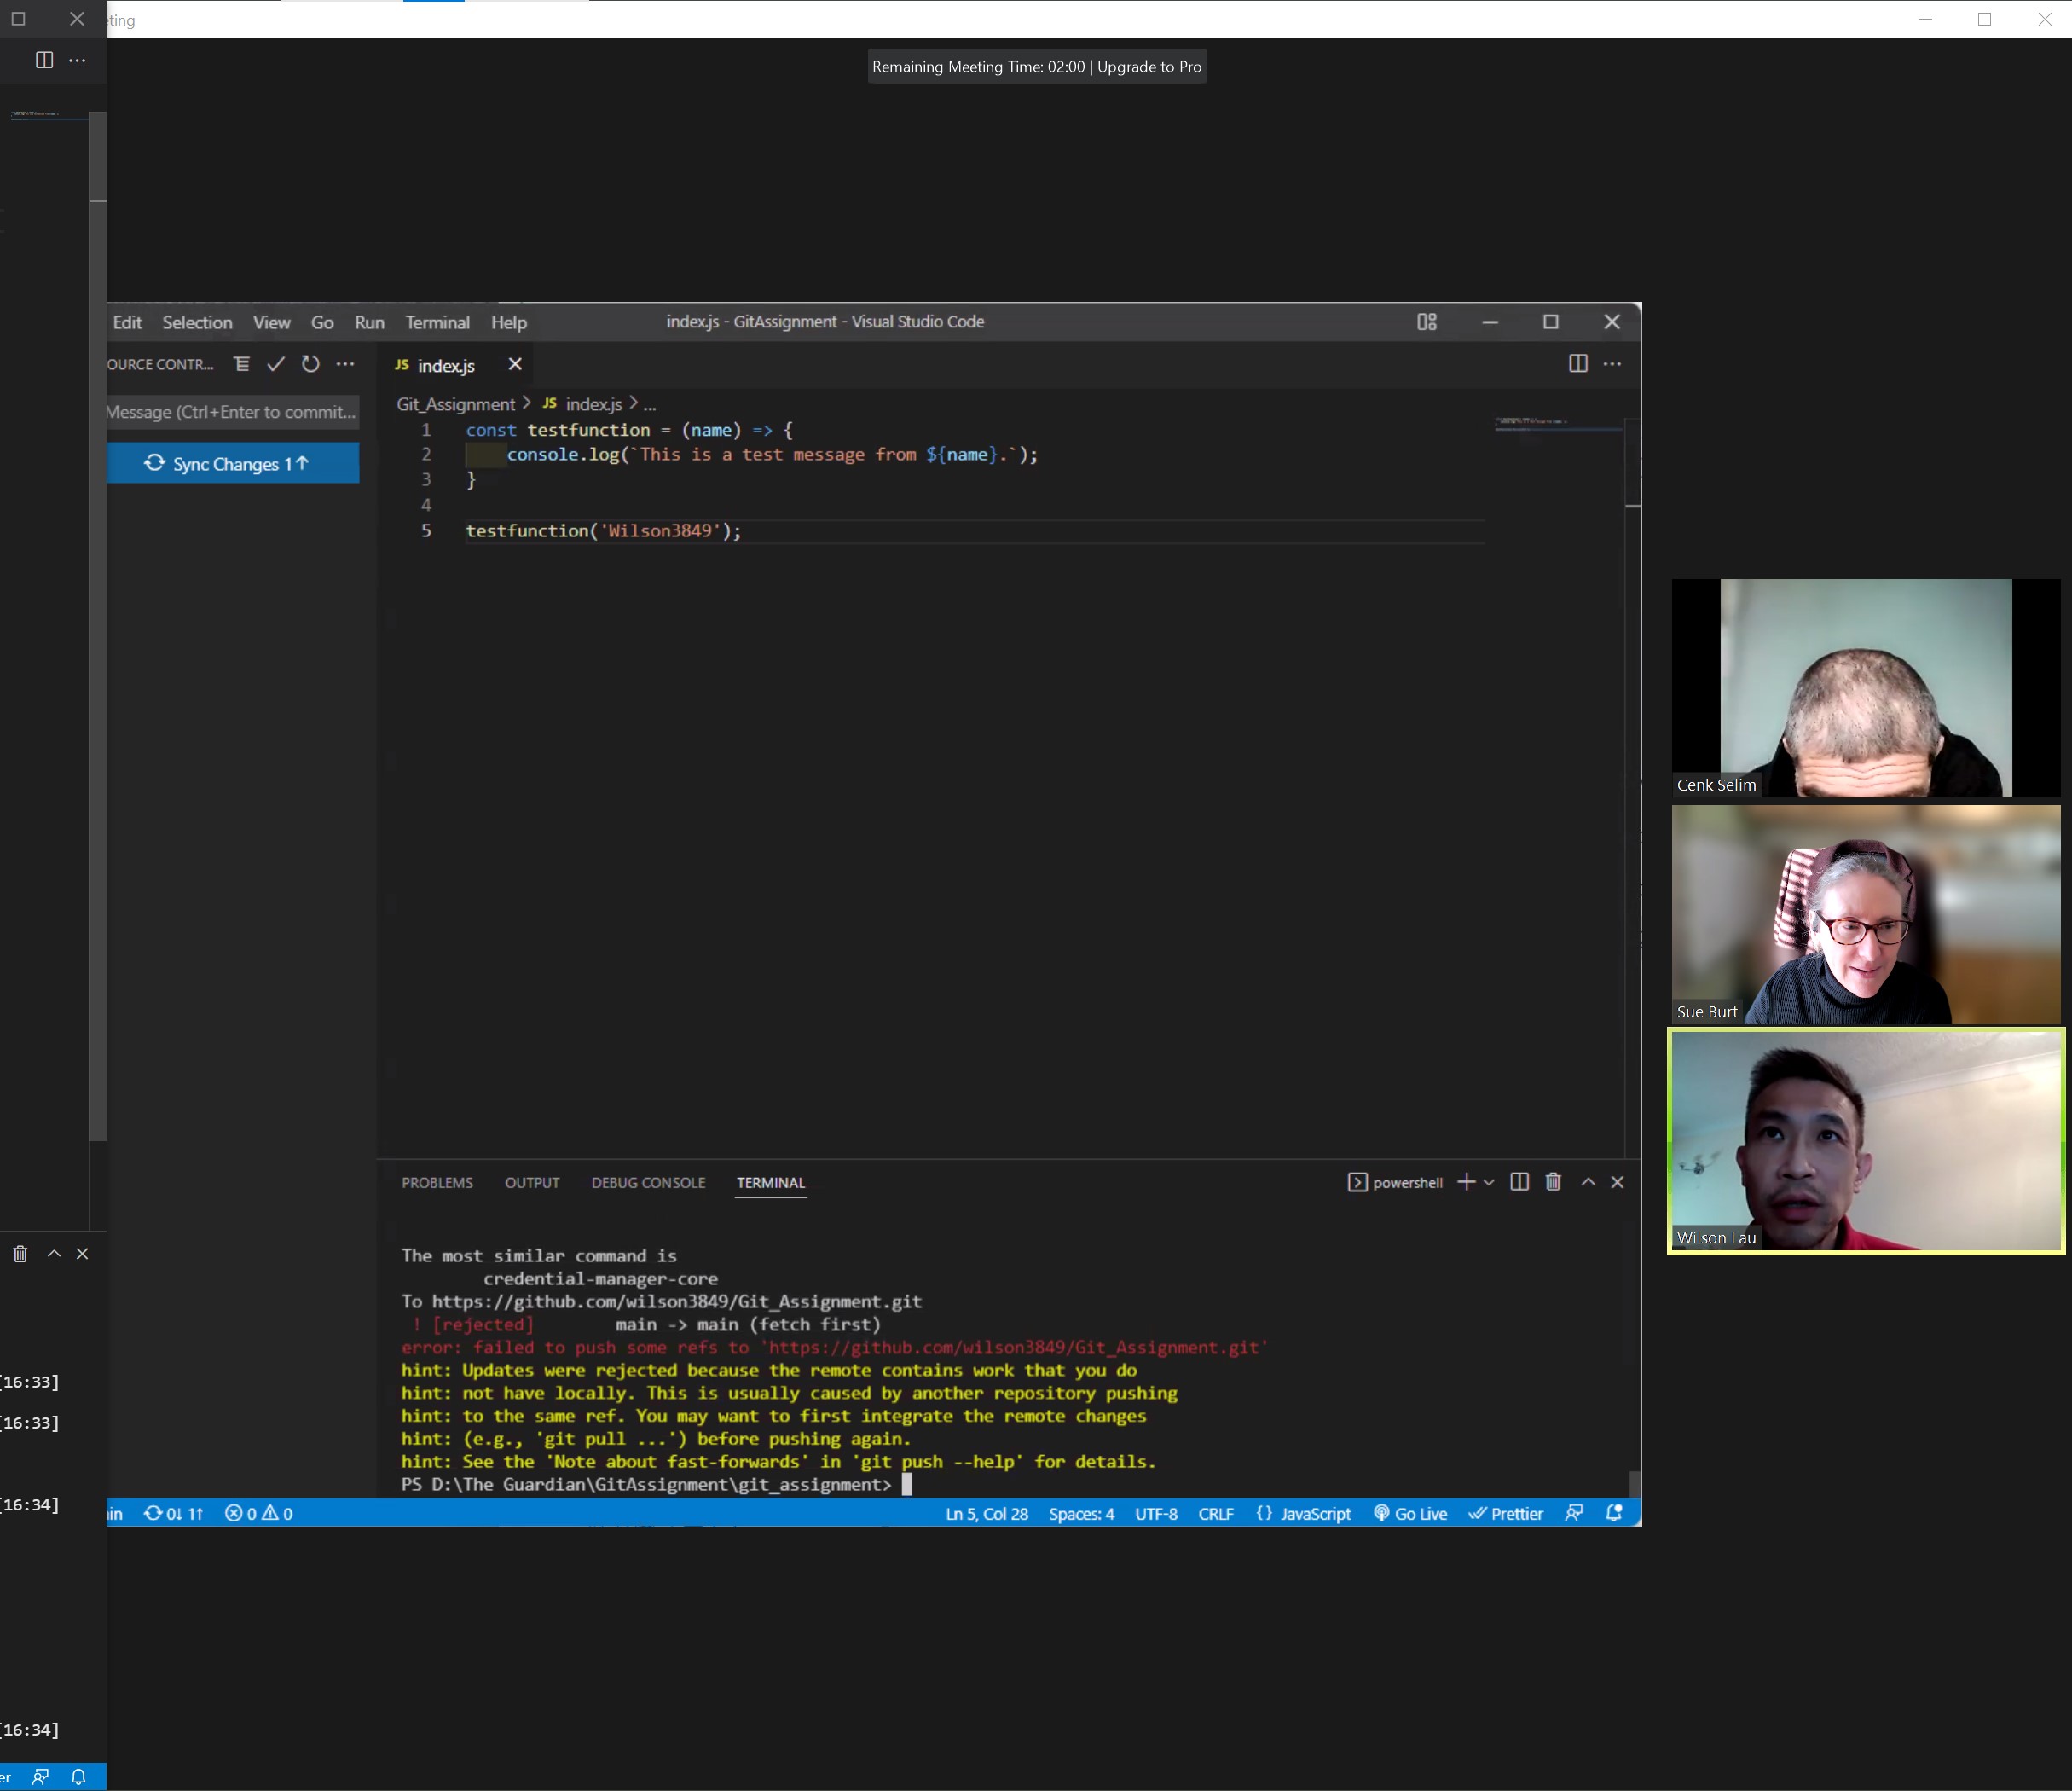 eting
Remaining Meeting Time: 02:00 | Upgrade to Pro
Edit Selection View Go Run Terminal Help
index.js - GitAssignment - Visual Studio Code
OURCE CONTR...
JS index.js
Message (Ctrl+Enter to commit...
Git_Assignment > JS index.js > ...
Sync Changes 1↑
1 const testfunction = (name) => {
2 console.log(`This is a test message from ${name}.`);
3 }
4
5 testfunction('Wilson3849');
Cenk Selim
Sue Burt
Wilson Lau
PROBLEMS OUTPUT DEBUG CONSOLE TERMINAL
powershell
The most similar command is
credential-manager-core
To https://github.com/wilson3849/Git_Assignment.git
! [rejected] main -> main (fetch first)
error: failed to push some refs to 'https://github.com/wilson3849/Git_Assignment.git'
hint: Updates were rejected because the remote contains work that you do
hint: not have locally. This is usually caused by another repository pushing
hint: to the same ref. You may want to first integrate the remote changes
hint: (e.g., 'git pull ...') before pushing again.
hint: See the 'Note about fast-forwards' in 'git push --help' for details.
PS D:\The Guardian\GitAssignment\git_assignment>
in 0↓ 1↑ 0 0
Ln 5, Col 28 Spaces: 4 UTF-8 CRLF {} JavaScript Go Live Prettier
[16:33]
[16:33]
[16:34]
[16:34]
er